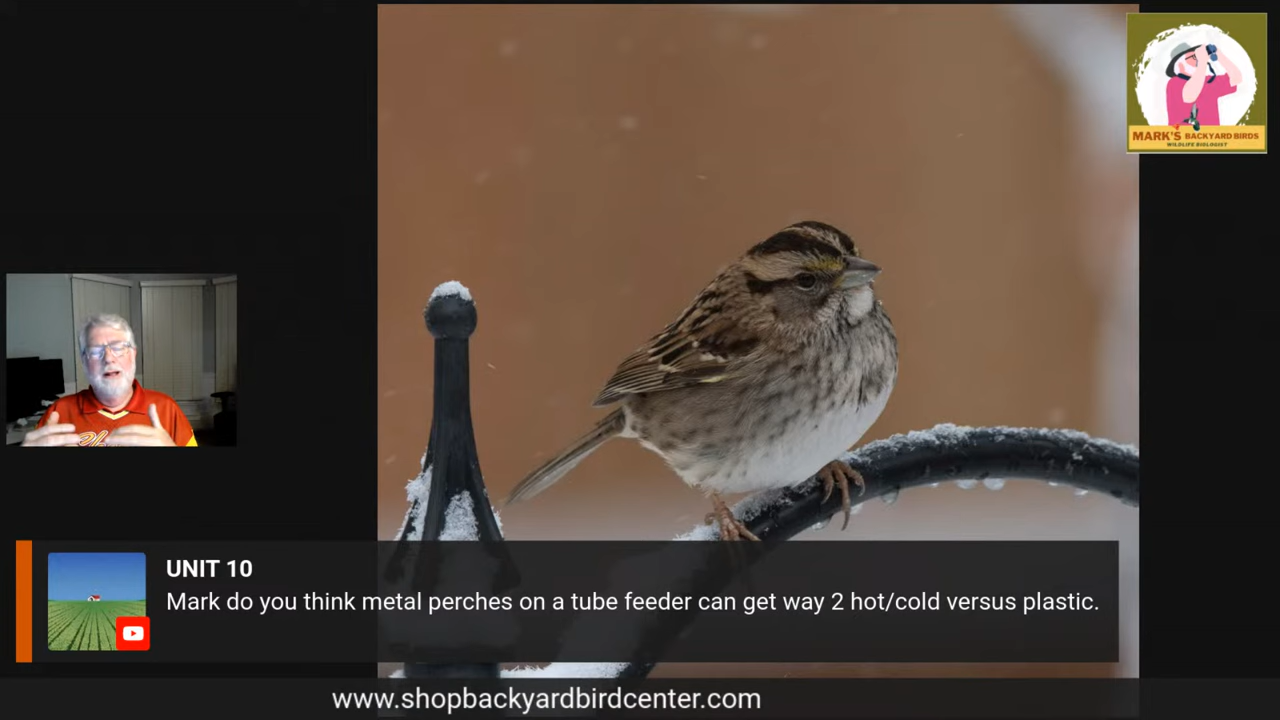 MARK'S BACKYARD BIRDS
WILDLIFE BIOLOGIST
UNIT 10
Mark do you think metal perches on a tube feeder can get way 2 hot/cold versus plastic.
www.shopbackyardbirdcenter.com